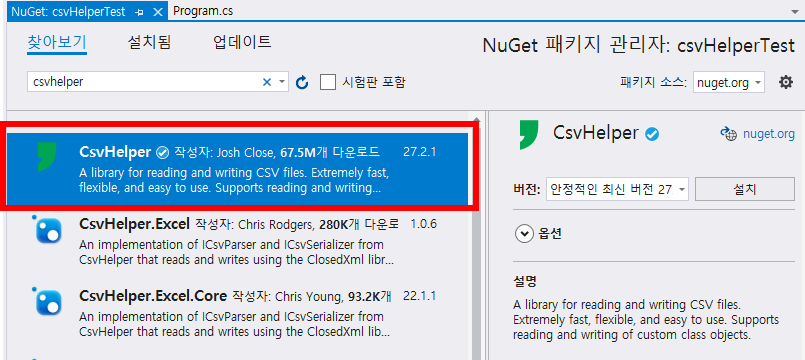 NuGet: csvHelperTest
Program.cs
찾아보기 설치됨 업데이트
NuGet 패키지 관리자: csvHelperTest
csvhelper
시험판 포함
패키지 소스: nuget.org
CsvHelper 작성자: Josh Close, 67.5M개 다운로드 27.2.1
A library for reading and writing CSV files. Extremely fast,
flexible, and easy to use. Supports reading and writing...
CsvHelper.Excel 작성자: Chris Rodgers, 280K개 다운로 1.0.6
An implementation of ICsvParser and ICsvSerializer from
CsvHelper that reads and writes using the ClosedXml libr...
CsvHelper.Excel.Core 작성자: Chris Young, 93.2K개 22.1.1
An implementation of ICsvParser and ICsvSerializer from
CsvHelper that reads and writes using the ClosedXml libr...
CsvHelper
nuget.org
버전: 안정적인 최신 버전 27
설치
옵션
설명
A library for reading and writing CSV files.
Extremely fast, flexible, and easy to use. Supports
reading and writing of custom class objects.